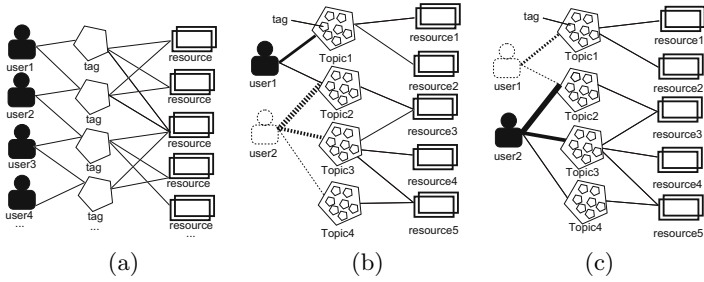 user1
user2
user3
user4
...
tag
tag
tag
tag
...
resource
resource
resource
resource
resource
...
(a)
tag
user1
user2
Topic1
Topic2
Topic3
Topic4
resource1
resource2
resource3
resource4
resource5
(b)
tag
user1
user2
Topic1
Topic2
Topic3
Topic4
resource1
resource2
resource3
resource4
resource5
(c)